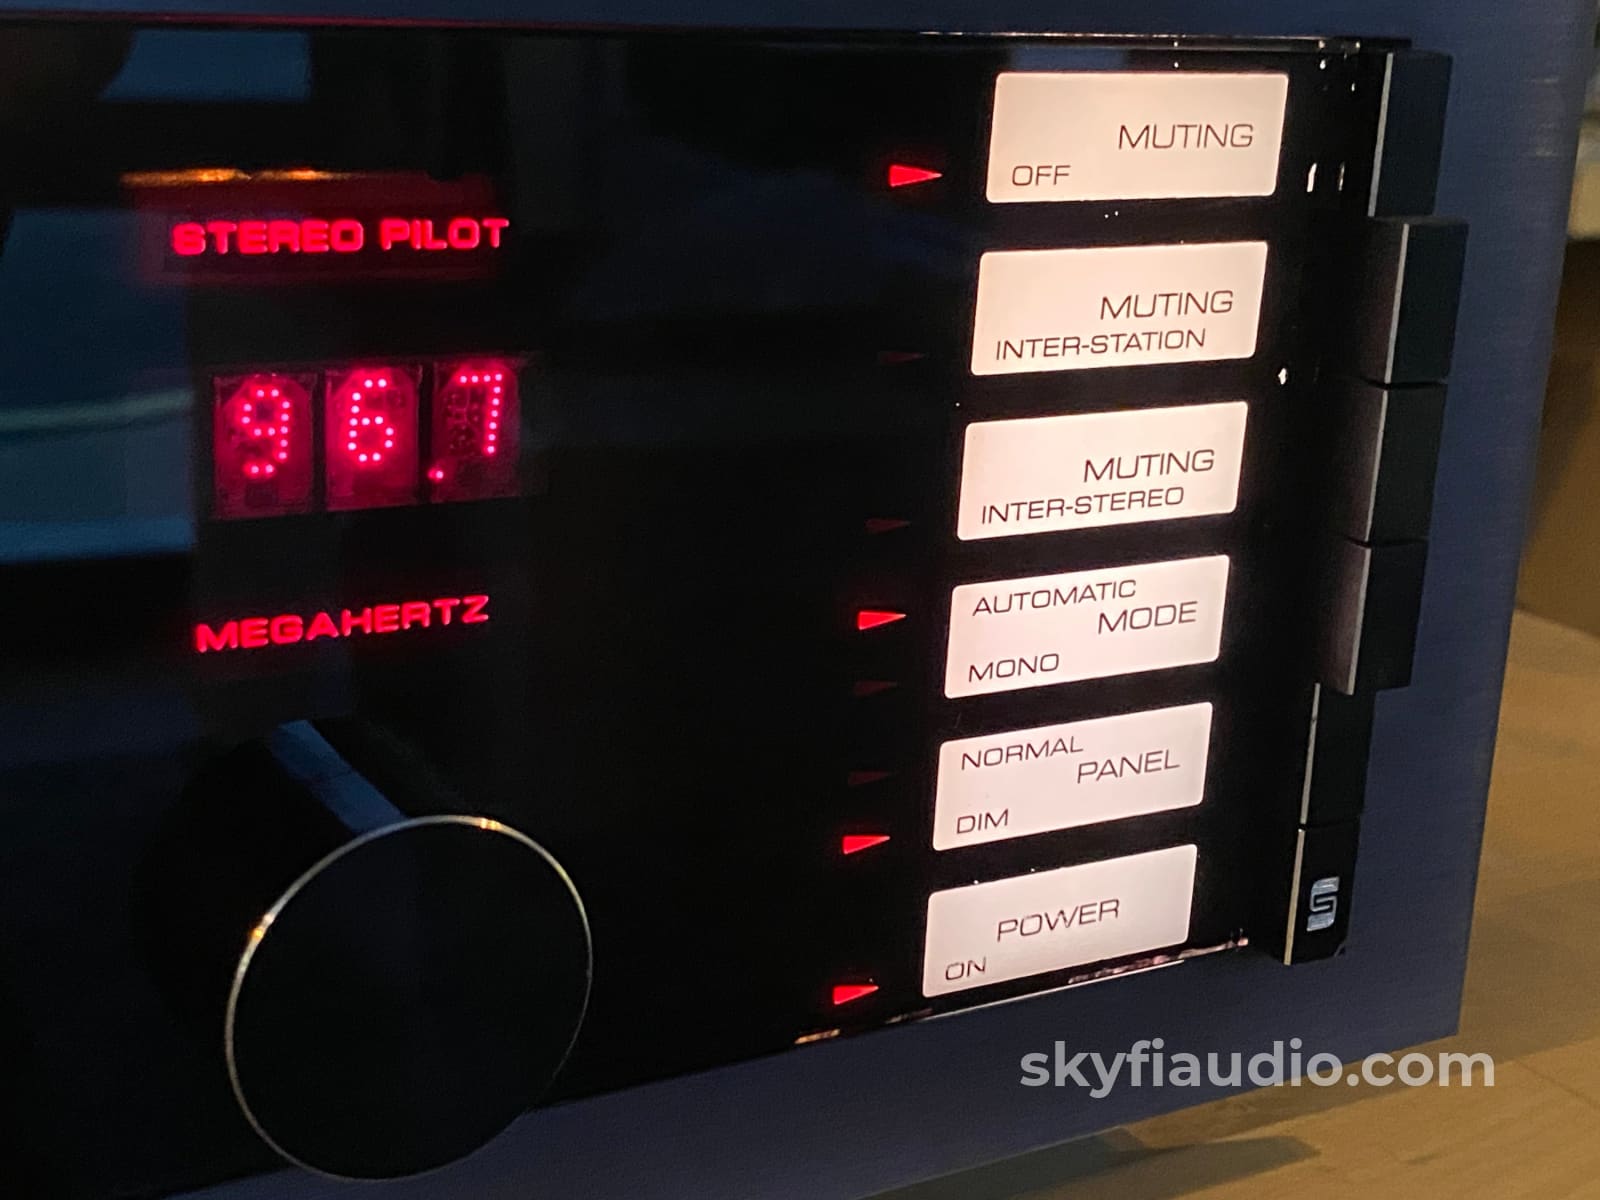 STEREO PILOT
96.7
MEGAHERTZ
MUTING
OFF
MUTING
INTER-STATION
MUTING
INTER-STEREO
AUTOMATIC
MODE
MONO
NORMAL
PANEL
DIM
POWER
ON
S
skyfiaudio.com